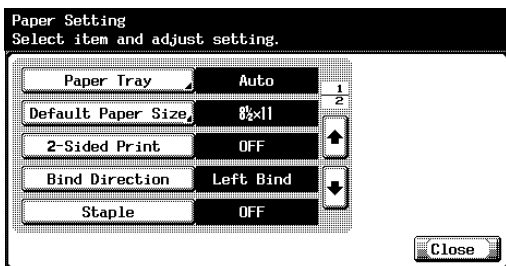 Paper Setting
Select item and adjust setting.
Paper Tray Auto
1
2
Default Paper Size 8½×11
2-Sided Print OFF
Bind Direction Left Bind
Staple OFF
Close